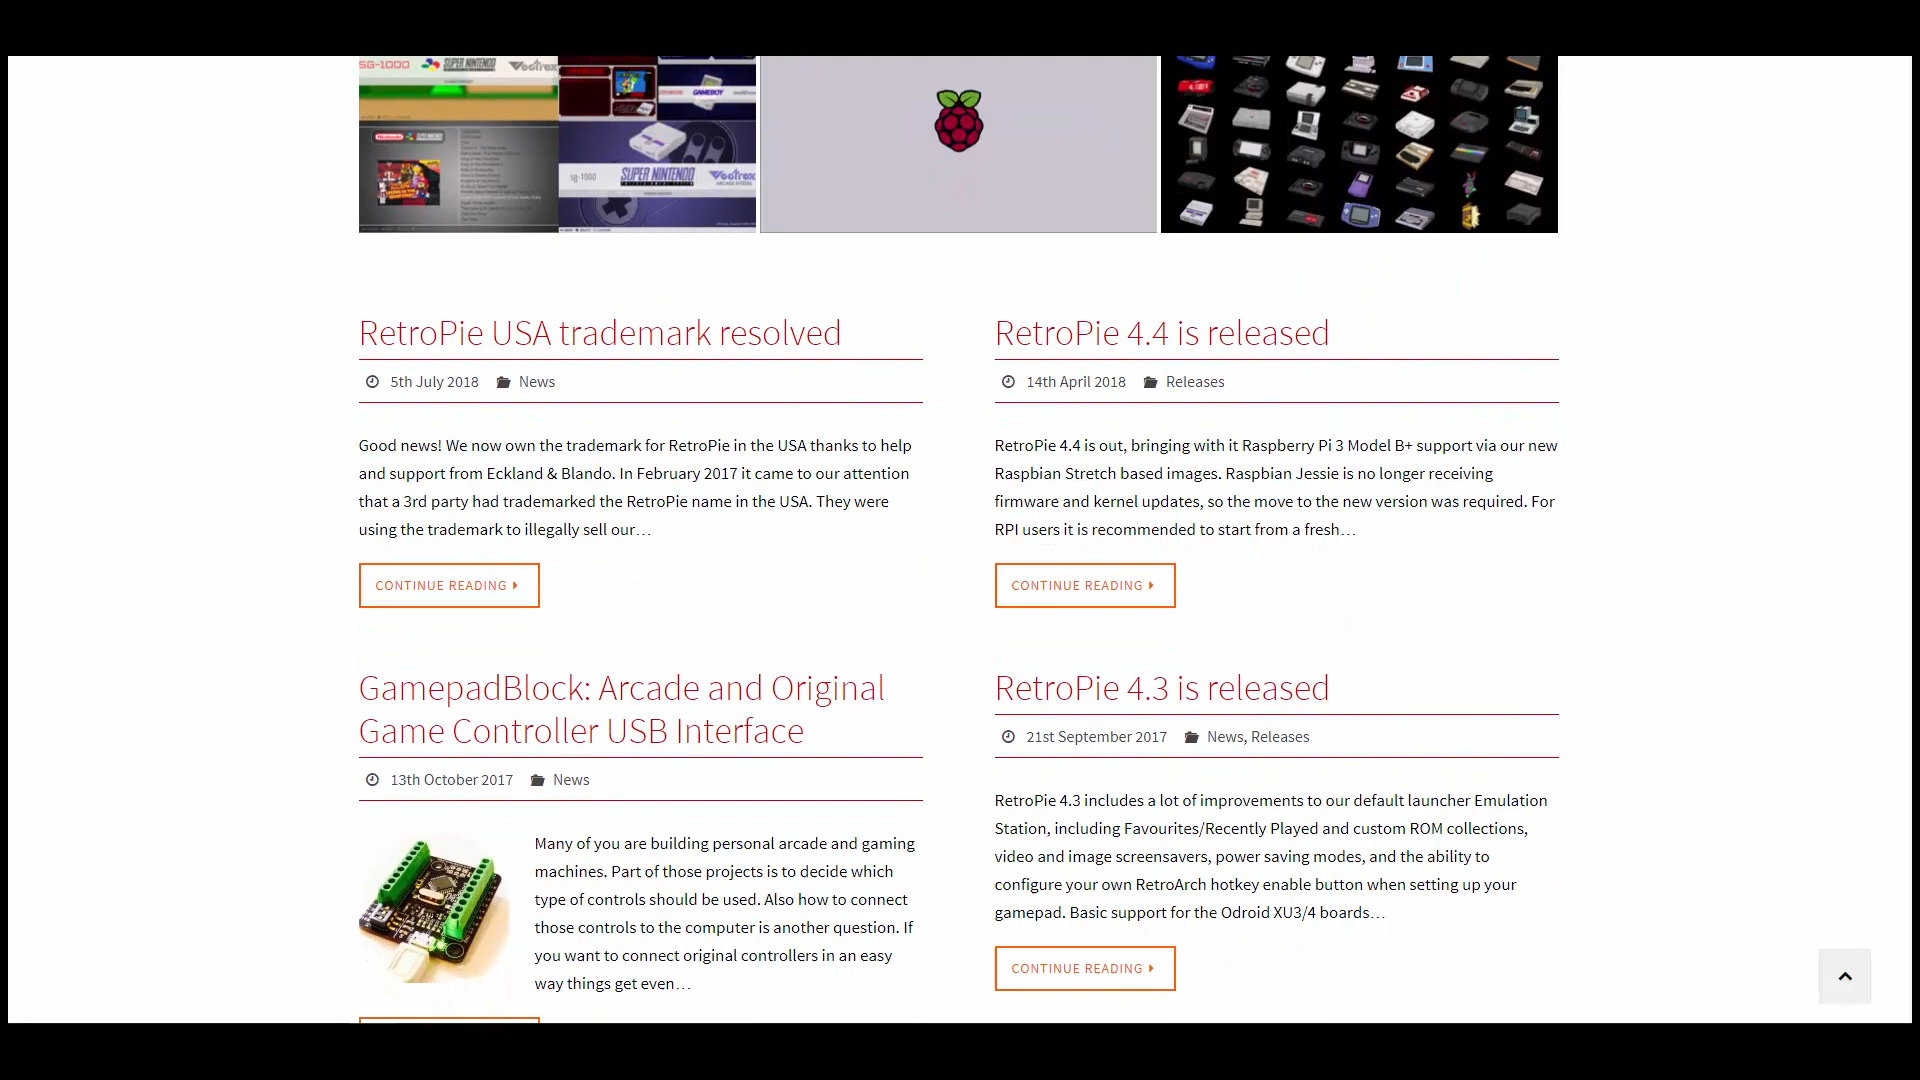 SG-1000 SUPER NINTENDO Vectrex
GAMEBOY
Nintendo
sg-1000 SUPER NINTENDO Vectrex
RetroPie USA trademark resolved
5th July 2018 News
Good news! We now own the trademark for RetroPie in the USA thanks to help
and support from Eckland & Blando. In February 2017 it came to our attention
that a 3rd party had trademarked the RetroPie name in the USA. They were
using the trademark to illegally sell our…
CONTINUE READING
RetroPie 4.4 is released
14th April 2018 Releases
RetroPie 4.4 is out, bringing with it Raspberry Pi 3 Model B+ support via our new
Raspbian Stretch based images. Raspbian Jessie is no longer receiving
firmware and kernel updates, so the move to the new version was required. For
RPI users it is recommended to start from a fresh…
CONTINUE READING
GamepadBlock: Arcade and Original
Game Controller USB Interface
13th October 2017 News
Many of you are building personal arcade and gaming
machines. Part of those projects is to decide which
type of controls should be used. Also how to connect
those controls to the computer is another question. If
you want to connect original controllers in an easy
way things get even…
RetroPie 4.3 is released
21st September 2017 News, Releases
RetroPie 4.3 includes a lot of improvements to our default launcher Emulation
Station, including Favourites/Recently Played and custom ROM collections,
video and image screensavers, power saving modes, and the ability to
configure your own RetroArch hotkey enable button when setting up your
gamepad. Basic support for the Odroid XU3/4 boards…
CONTINUE READING